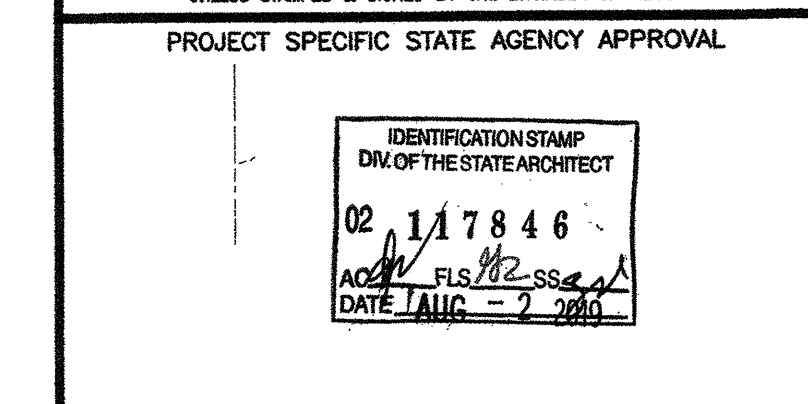 PROJECT SPECIFIC STATE AGENCY APPROVAL
IDENTIFICATION STAMP
DIV. OF THE STATE ARCHITECT
02 117846
AC FLS SS
DATE AUG - 2 2019